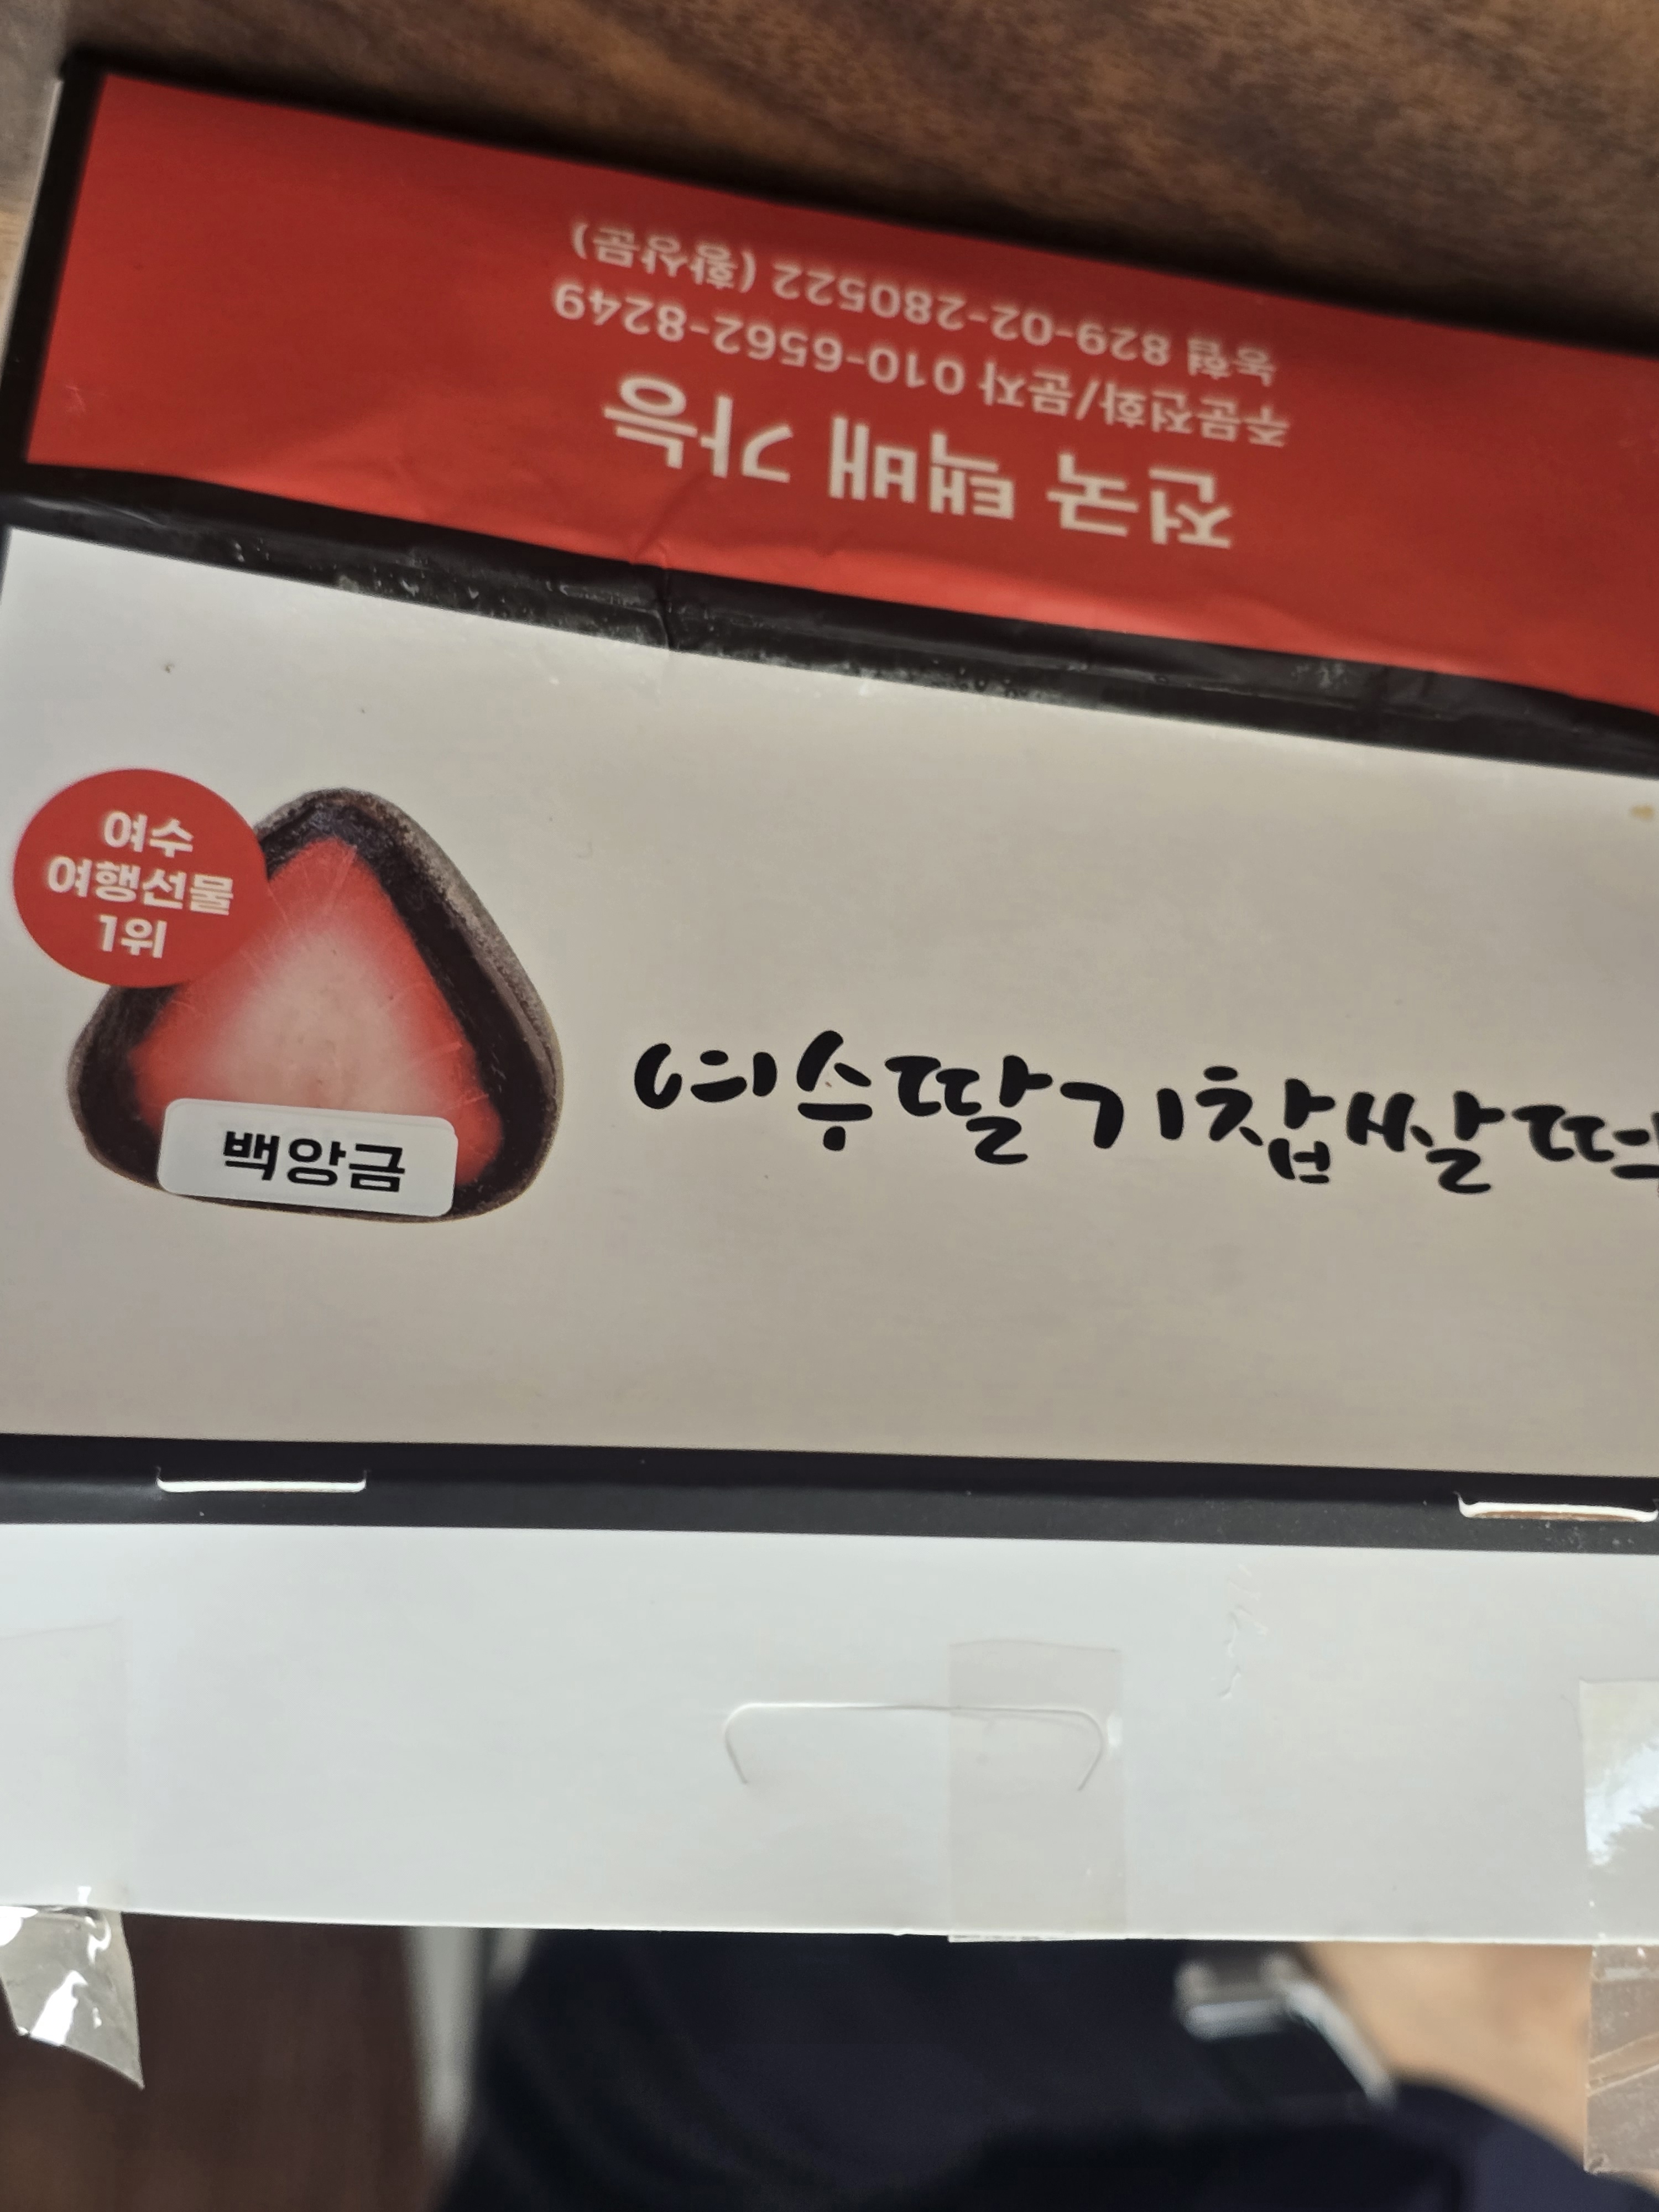 전국 택배 가능
주문전화/문자 010-6562-8249
농협 829-02-280522 (황상문)
여수
여행선물
1위
백앙금
여수딸기찹쌀떡